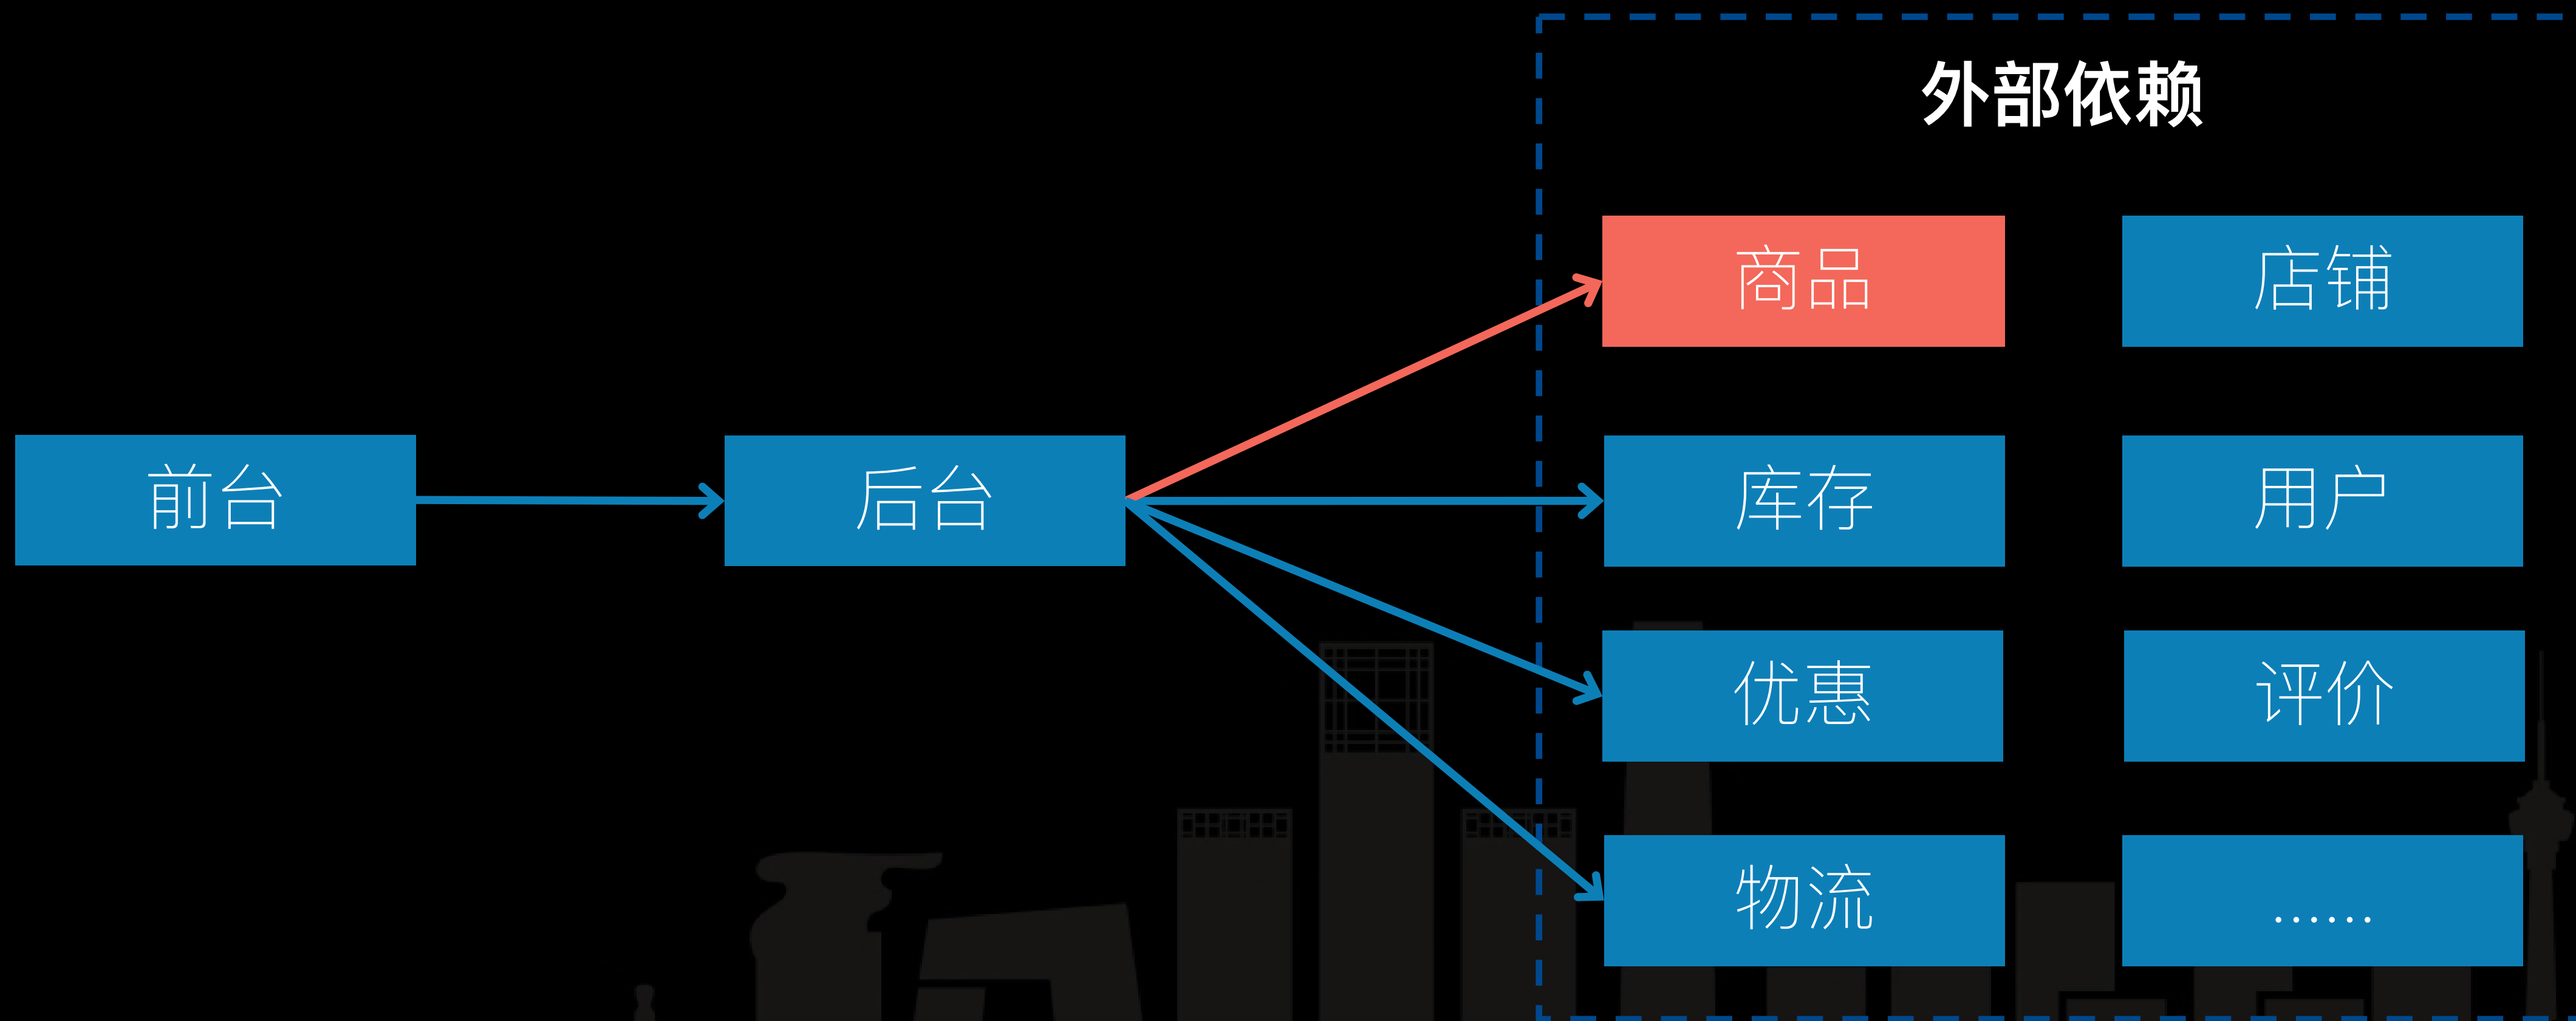 外部依赖
商品
店铺
前台
后台
库存
用户
优惠
评价
物流
……